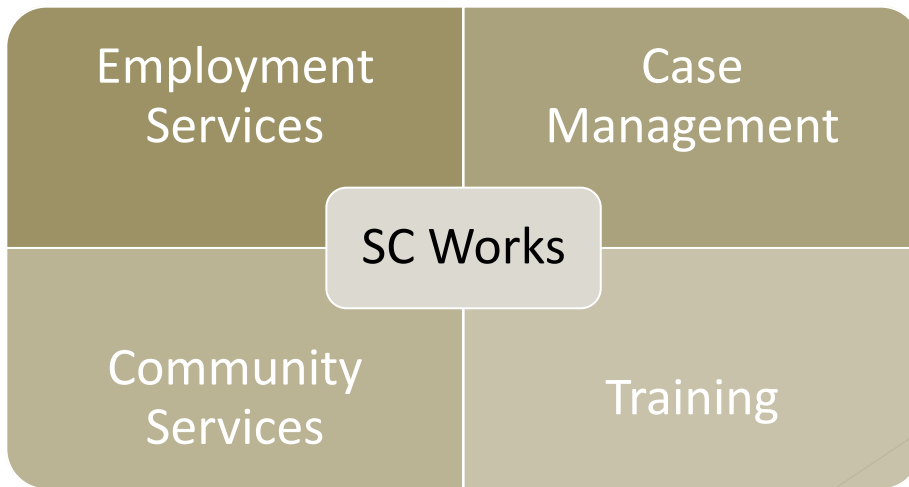 Employment
Services
Case
Management
SC Works
Community
Services
Training